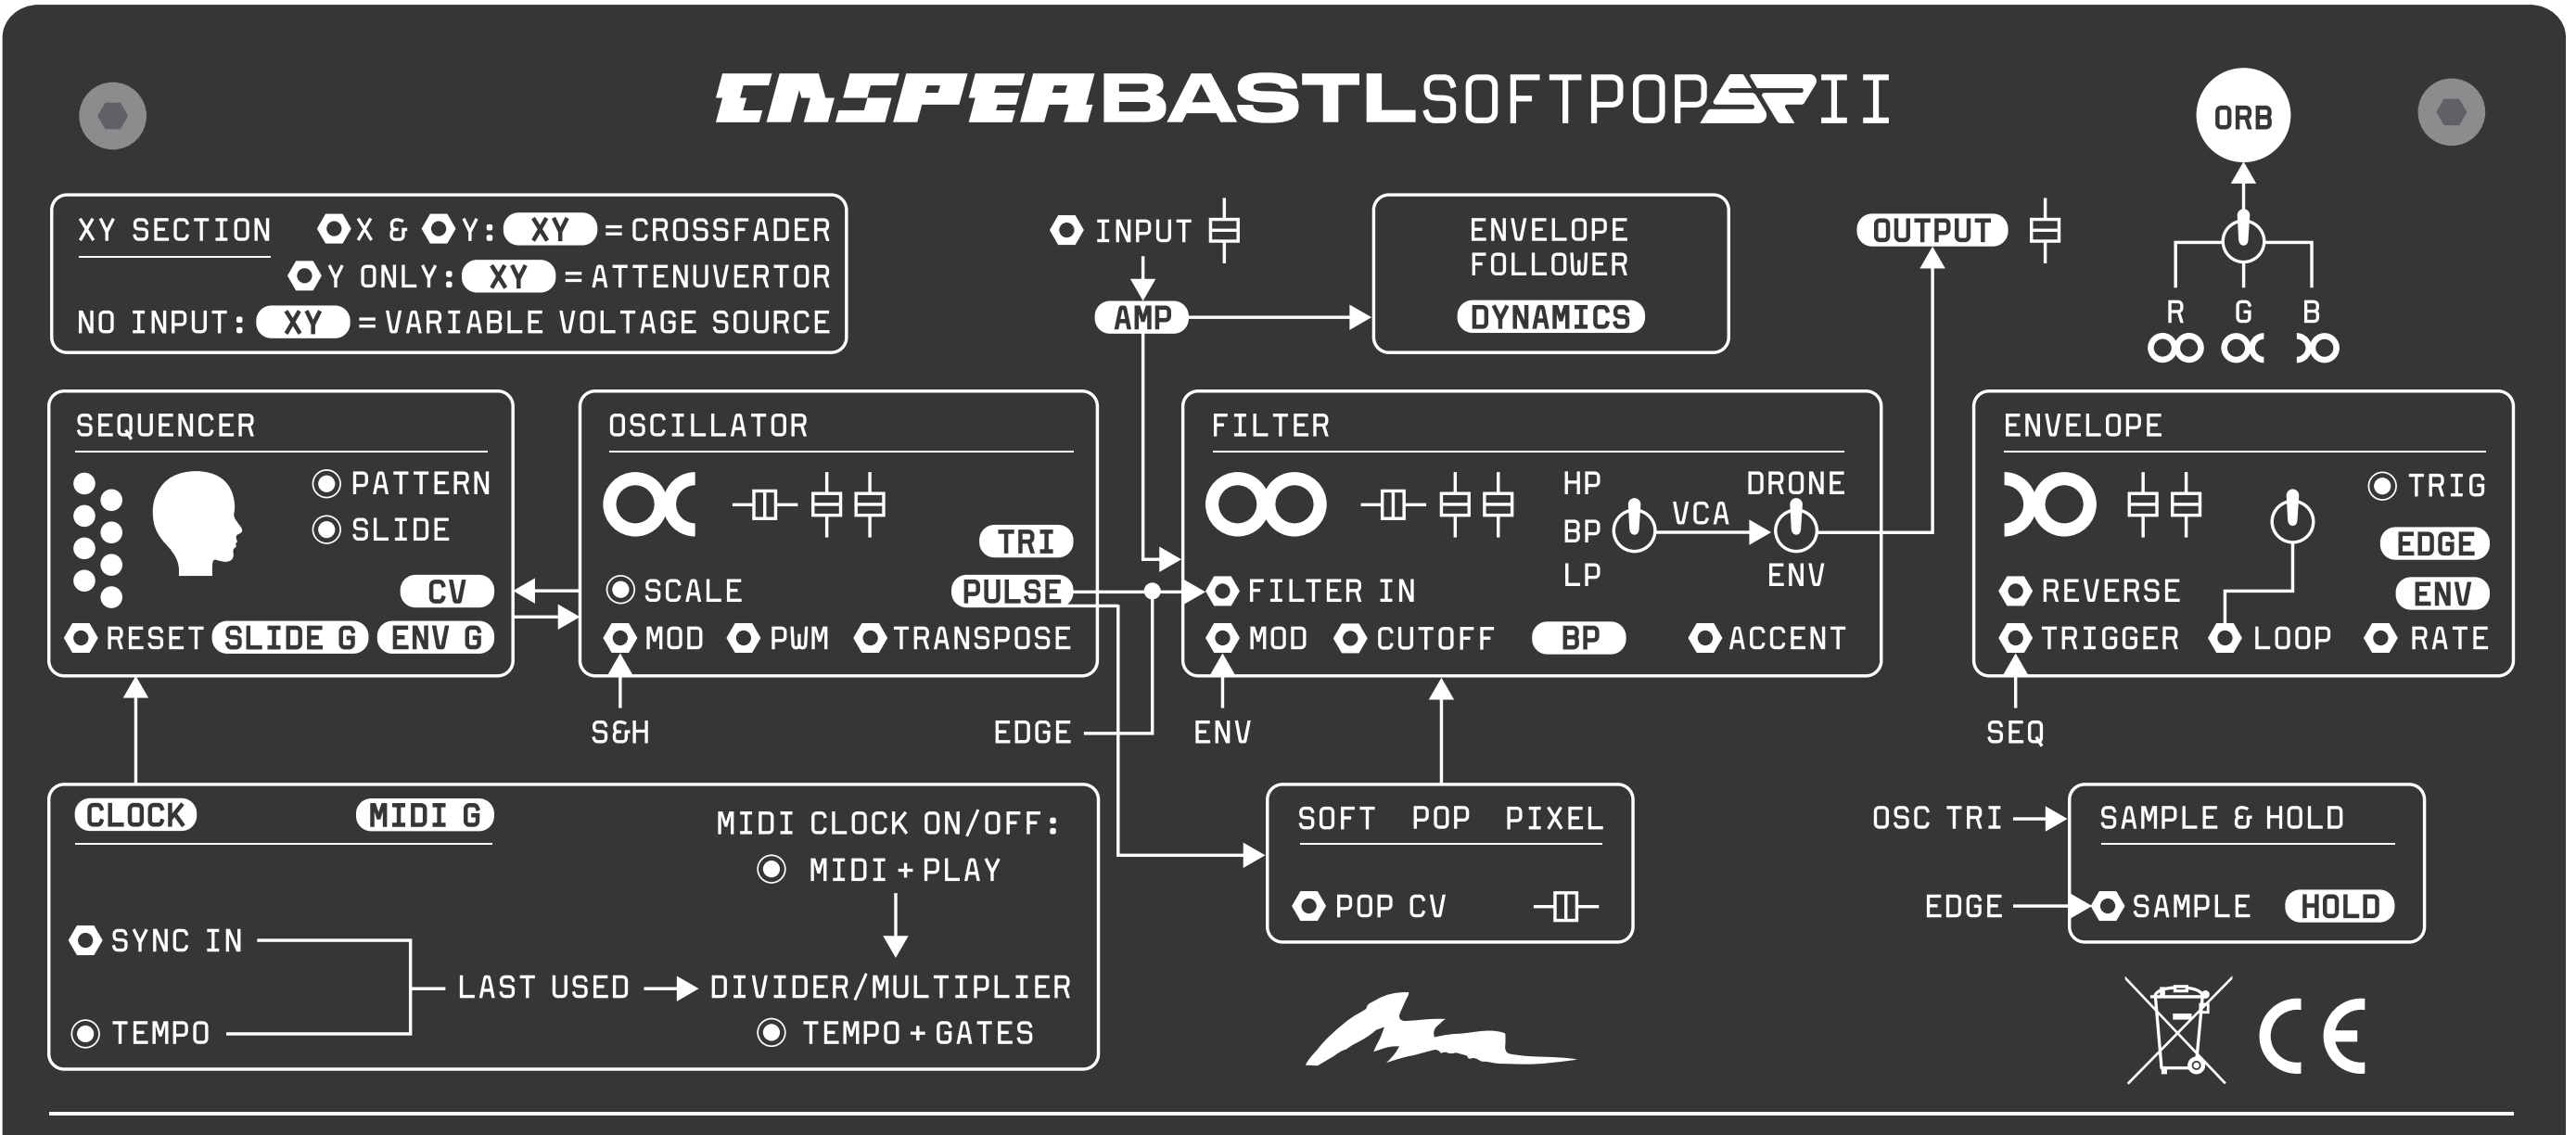 CASPER BASTL SOFTPOP SP II
ORB
R G B
XY SECTION X & Y: XY = CROSSFADER
Y ONLY: XY = ATTENUVERTOR
NO INPUT: XY = VARIABLE VOLTAGE SOURCE
INPUT
AMP
ENVELOPE
FOLLOWER
DYNAMICS
OUTPUT
SEQUENCER
PATTERN
SLIDE
CV
RESET SLIDE G ENV G
OSCILLATOR
TRI
SCALE PULSE
MOD PWM TRANSPOSE
S&H
EDGE
FILTER
HP
BP
LP
VCA
DRONE
ENV
FILTER IN
MOD CUTOFF BP ACCENT
ENV
ENVELOPE
TRIG
EDGE
REVERSE ENV
TRIGGER LOOP RATE
SEQ
CLOCK MIDI G
MIDI CLOCK ON/OFF:
MIDI + PLAY
SYNC IN
LAST USED DIVIDER/MULTIPLIER
TEMPO
TEMPO + GATES
SOFT POP PIXEL
POP CV
OSC TRI
SAMPLE & HOLD
EDGE
SAMPLE HOLD
CE